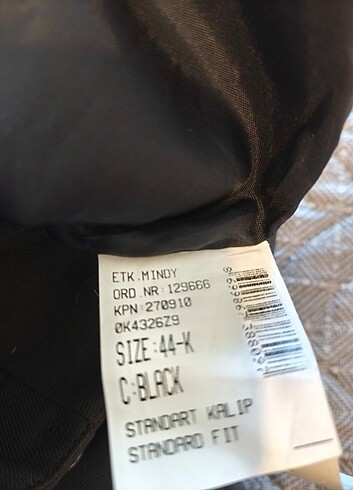 ETK.MINDY
ORD.NR:129666
KPN:270910
0K4326Z9
SIZE:44-K
C:BLACK
STANDART KALIP
STANDARD FIT